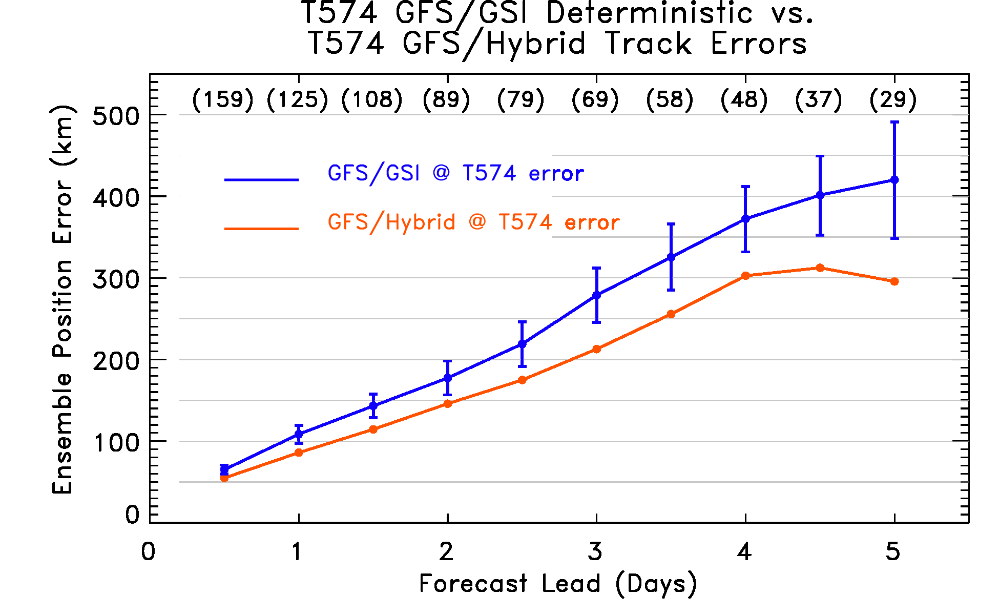 T574 GFS/GSI Deterministic vs.
T574 GFS/Hybrid Track Errors
(159) (125) (108) (89) (79) (69) (58) (48) (37) (29)
500
GFS/GSI @ T574 error
400
GFS/Hybrid @ T574 error
300
200
100
0
Ensemble Position Error (km)
0 1 2 3 4 5
Forecast Lead (Days)